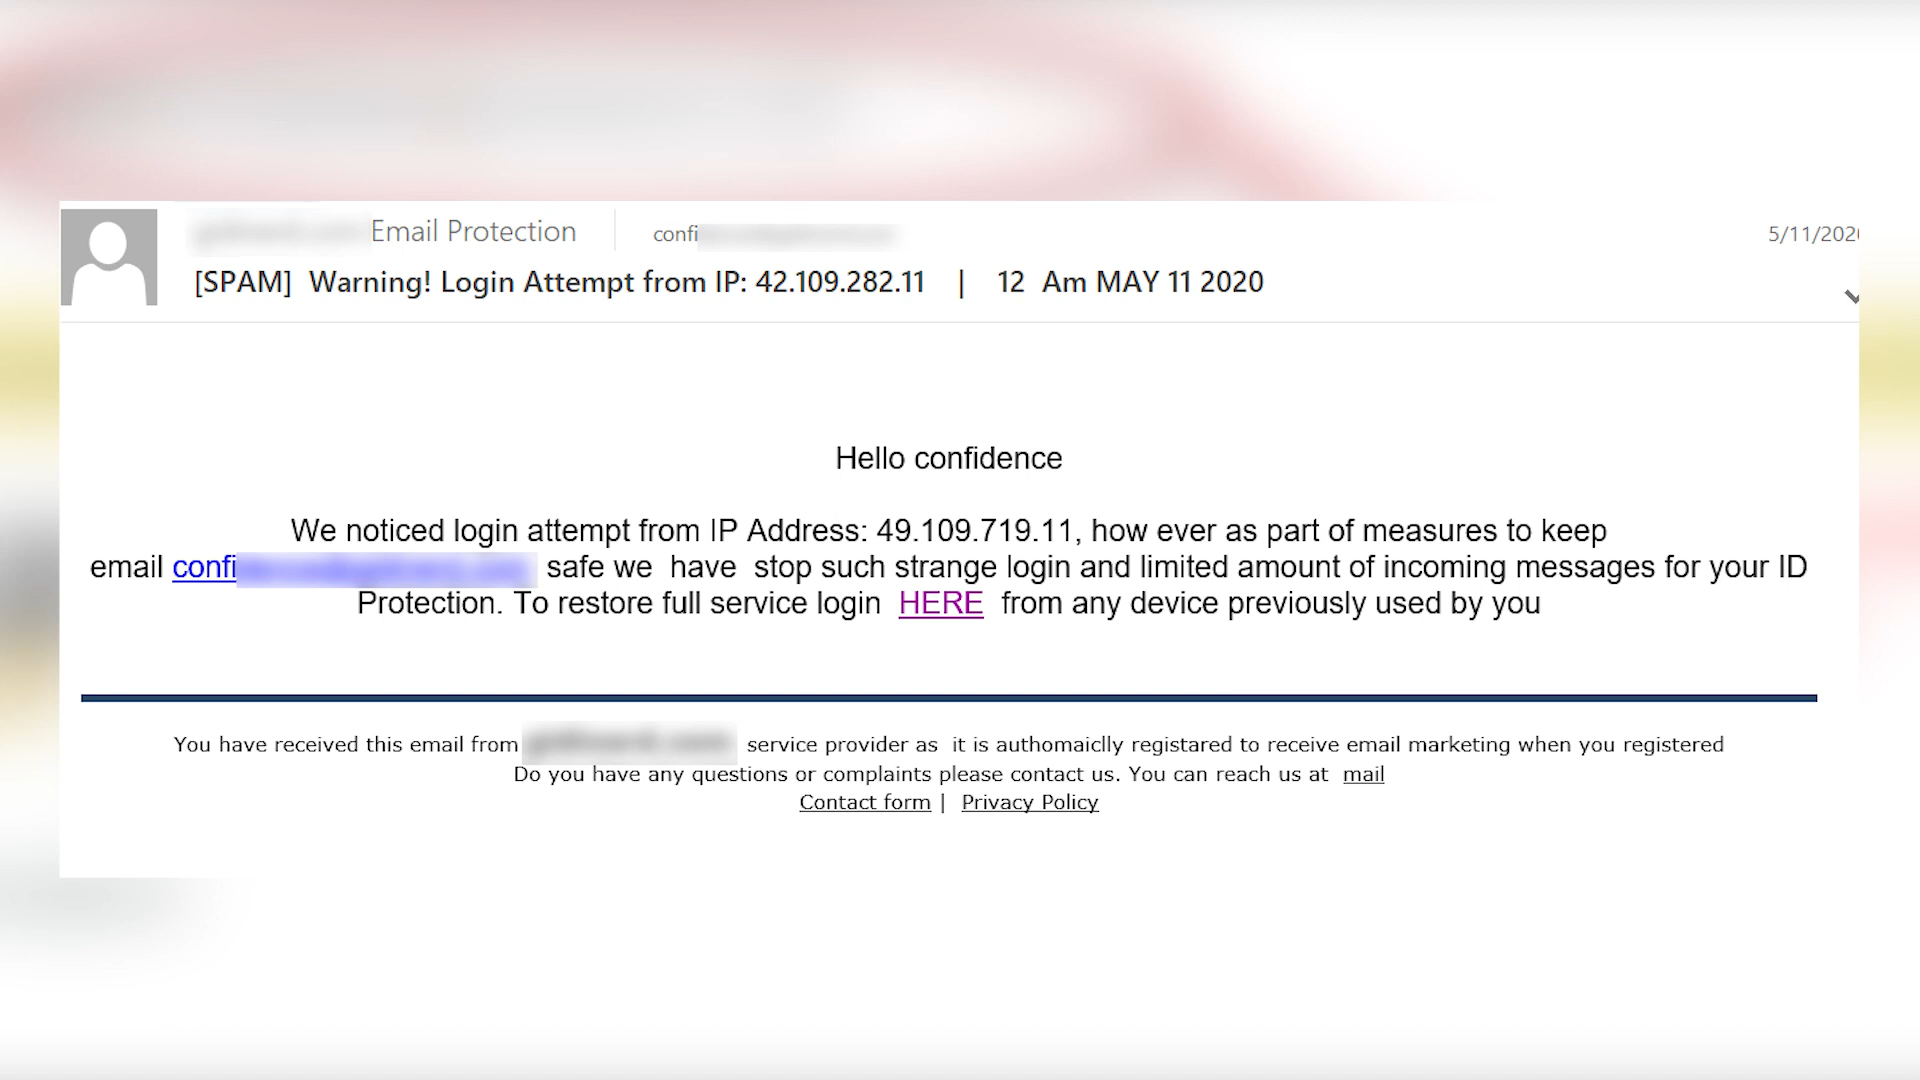 Email Protection
confi
5/11/202
[SPAM] Warning! Login Attempt from IP: 42.109.282.11 | 12 Am MAY 11 2020
Hello confidence
We noticed login attempt from IP Address: 49.109.719.11, how ever as part of measures to keep
email confi safe we have stop such strange login and limited amount of incoming messages for your ID
Protection. To restore full service login HERE from any device previously used by you
You have received this email from service provider as it is authomaiclly registared to receive email marketing when you registered
Do you have any questions or complaints please contact us. You can reach us at mail
Contact form | Privacy Policy